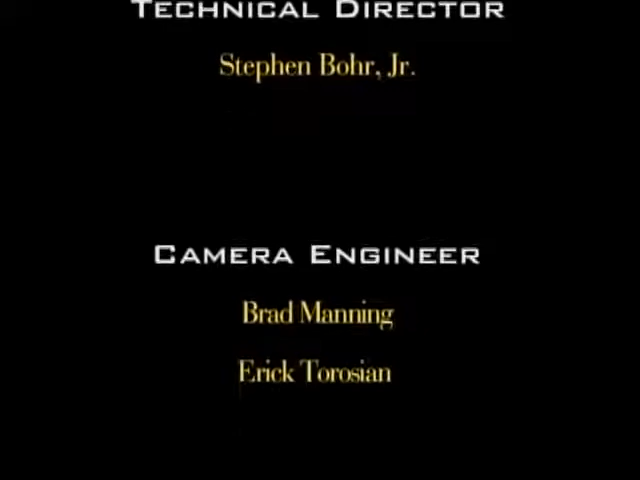 TECHNICAL DIRECTOR
Stephen Bohr, Jr.
CAMERA ENGINEER
Brad Manning
Erick Torosian